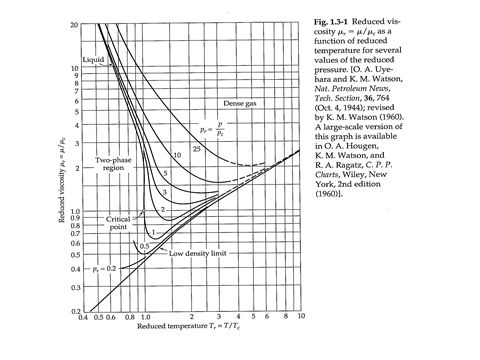 Fig. 1.3-1 Reduced vis-
cosity μr = μ/μc as a
function of reduced
temperature for several
values of the reduced
pressure. [O. A. Uye-
hara and K. M. Watson,
Nat. Petroleum News,
Tech. Section, 36, 764
(Oct. 4, 1944); revised
by K. M. Watson (1960).
A large-scale version of
this graph is available
in O. A. Hougen,
K. M. Watson, and
R. A. Ragatz, C. P. P.
Charts, Wiley, New
York, 2nd edition
(1960)].
Reduced viscosity μr = μ/μc
20
10
9
8
7
6
5
4
3
2
1.0
0.9
0.8
0.7
0.6
0.5
0.4
0.3
0.2
Liquid
Dense gas
pr = p/pc
25
10
Two-phase
region
5
3
2
Critical
point
1
0.5
Low density limit
pr = 0.2
0.4 0.5 0.6 0.8 1.0 2 3 4 5 6 8 10
Reduced temperature Tr = T/Tc